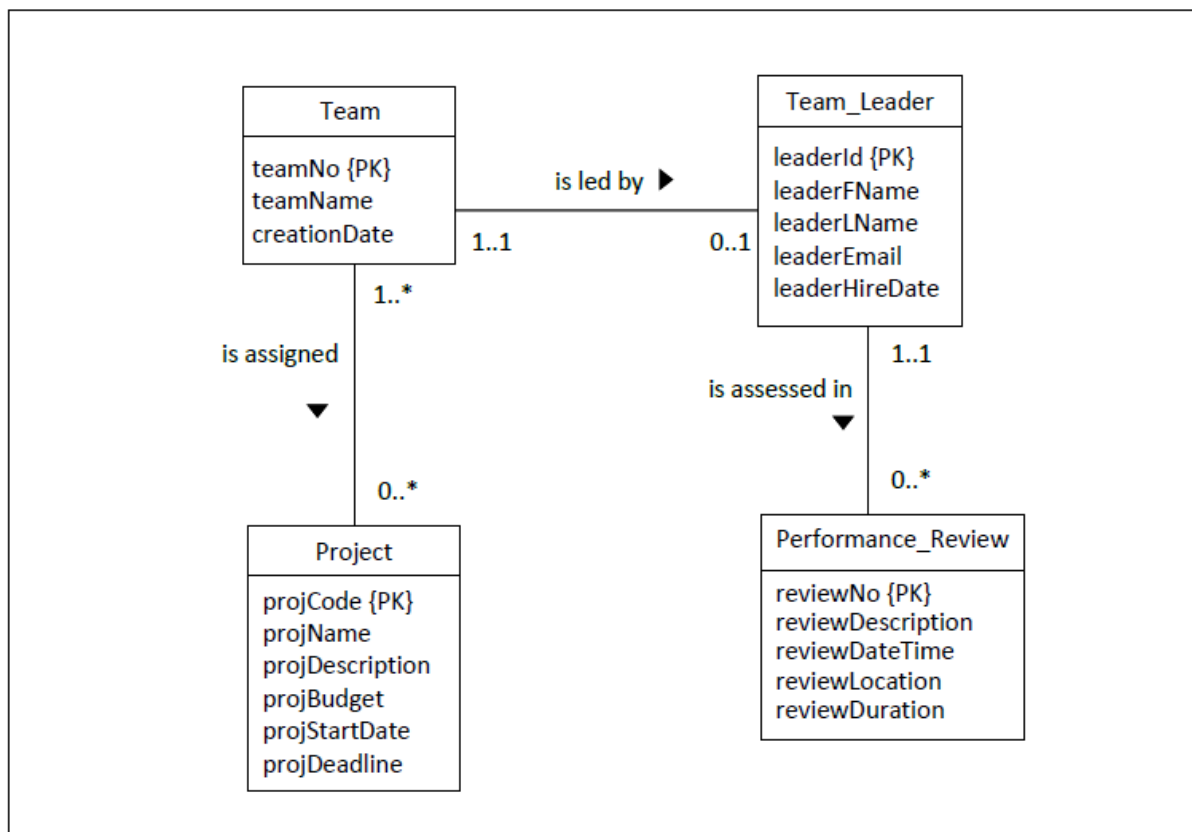 Team
teamNo {PK}
teamName
creationDate
is led by
1..1
0..1
Team_Leader
leaderId {PK}
leaderFName
leaderLName
leaderEmail
leaderHireDate
1..*
is assigned
0..*
1..1
is assessed in
0..*
Project
projCode {PK}
projName
projDescription
projBudget
projStartDate
projDeadline
Performance_Review
reviewNo {PK}
reviewDescription
reviewDateTime
reviewLocation
reviewDuration